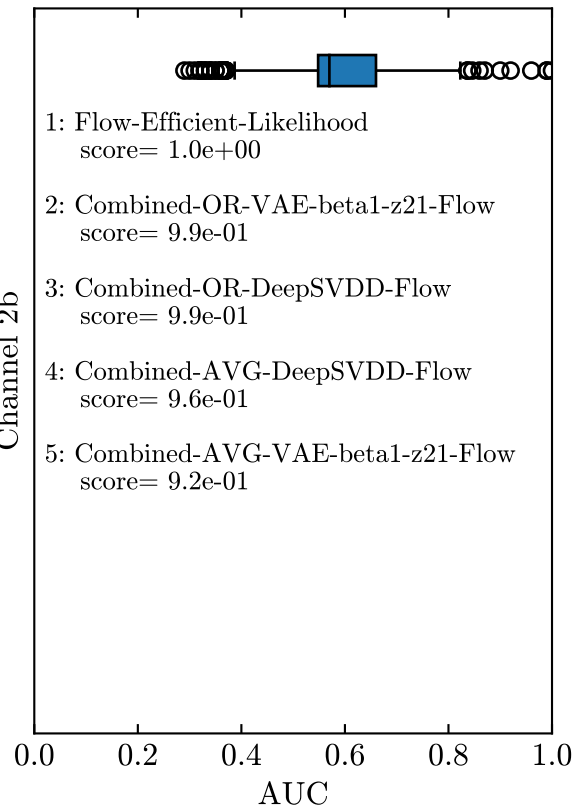 1: Flow-Efficient-Likelihood
score= 1.0e+00
2: Combined-OR-VAE-beta1-z21-Flow
score= 9.9e-01
3: Combined-OR-DeepSVDD-Flow
score= 9.9e-01
4: Combined-AVG-DeepSVDD-Flow
score= 9.6e-01
5: Combined-AVG-VAE-beta1-z21-Flow
score= 9.2e-01
Channel 2b
0.0 0.2 0.4 0.6 0.8 1.0
AUC